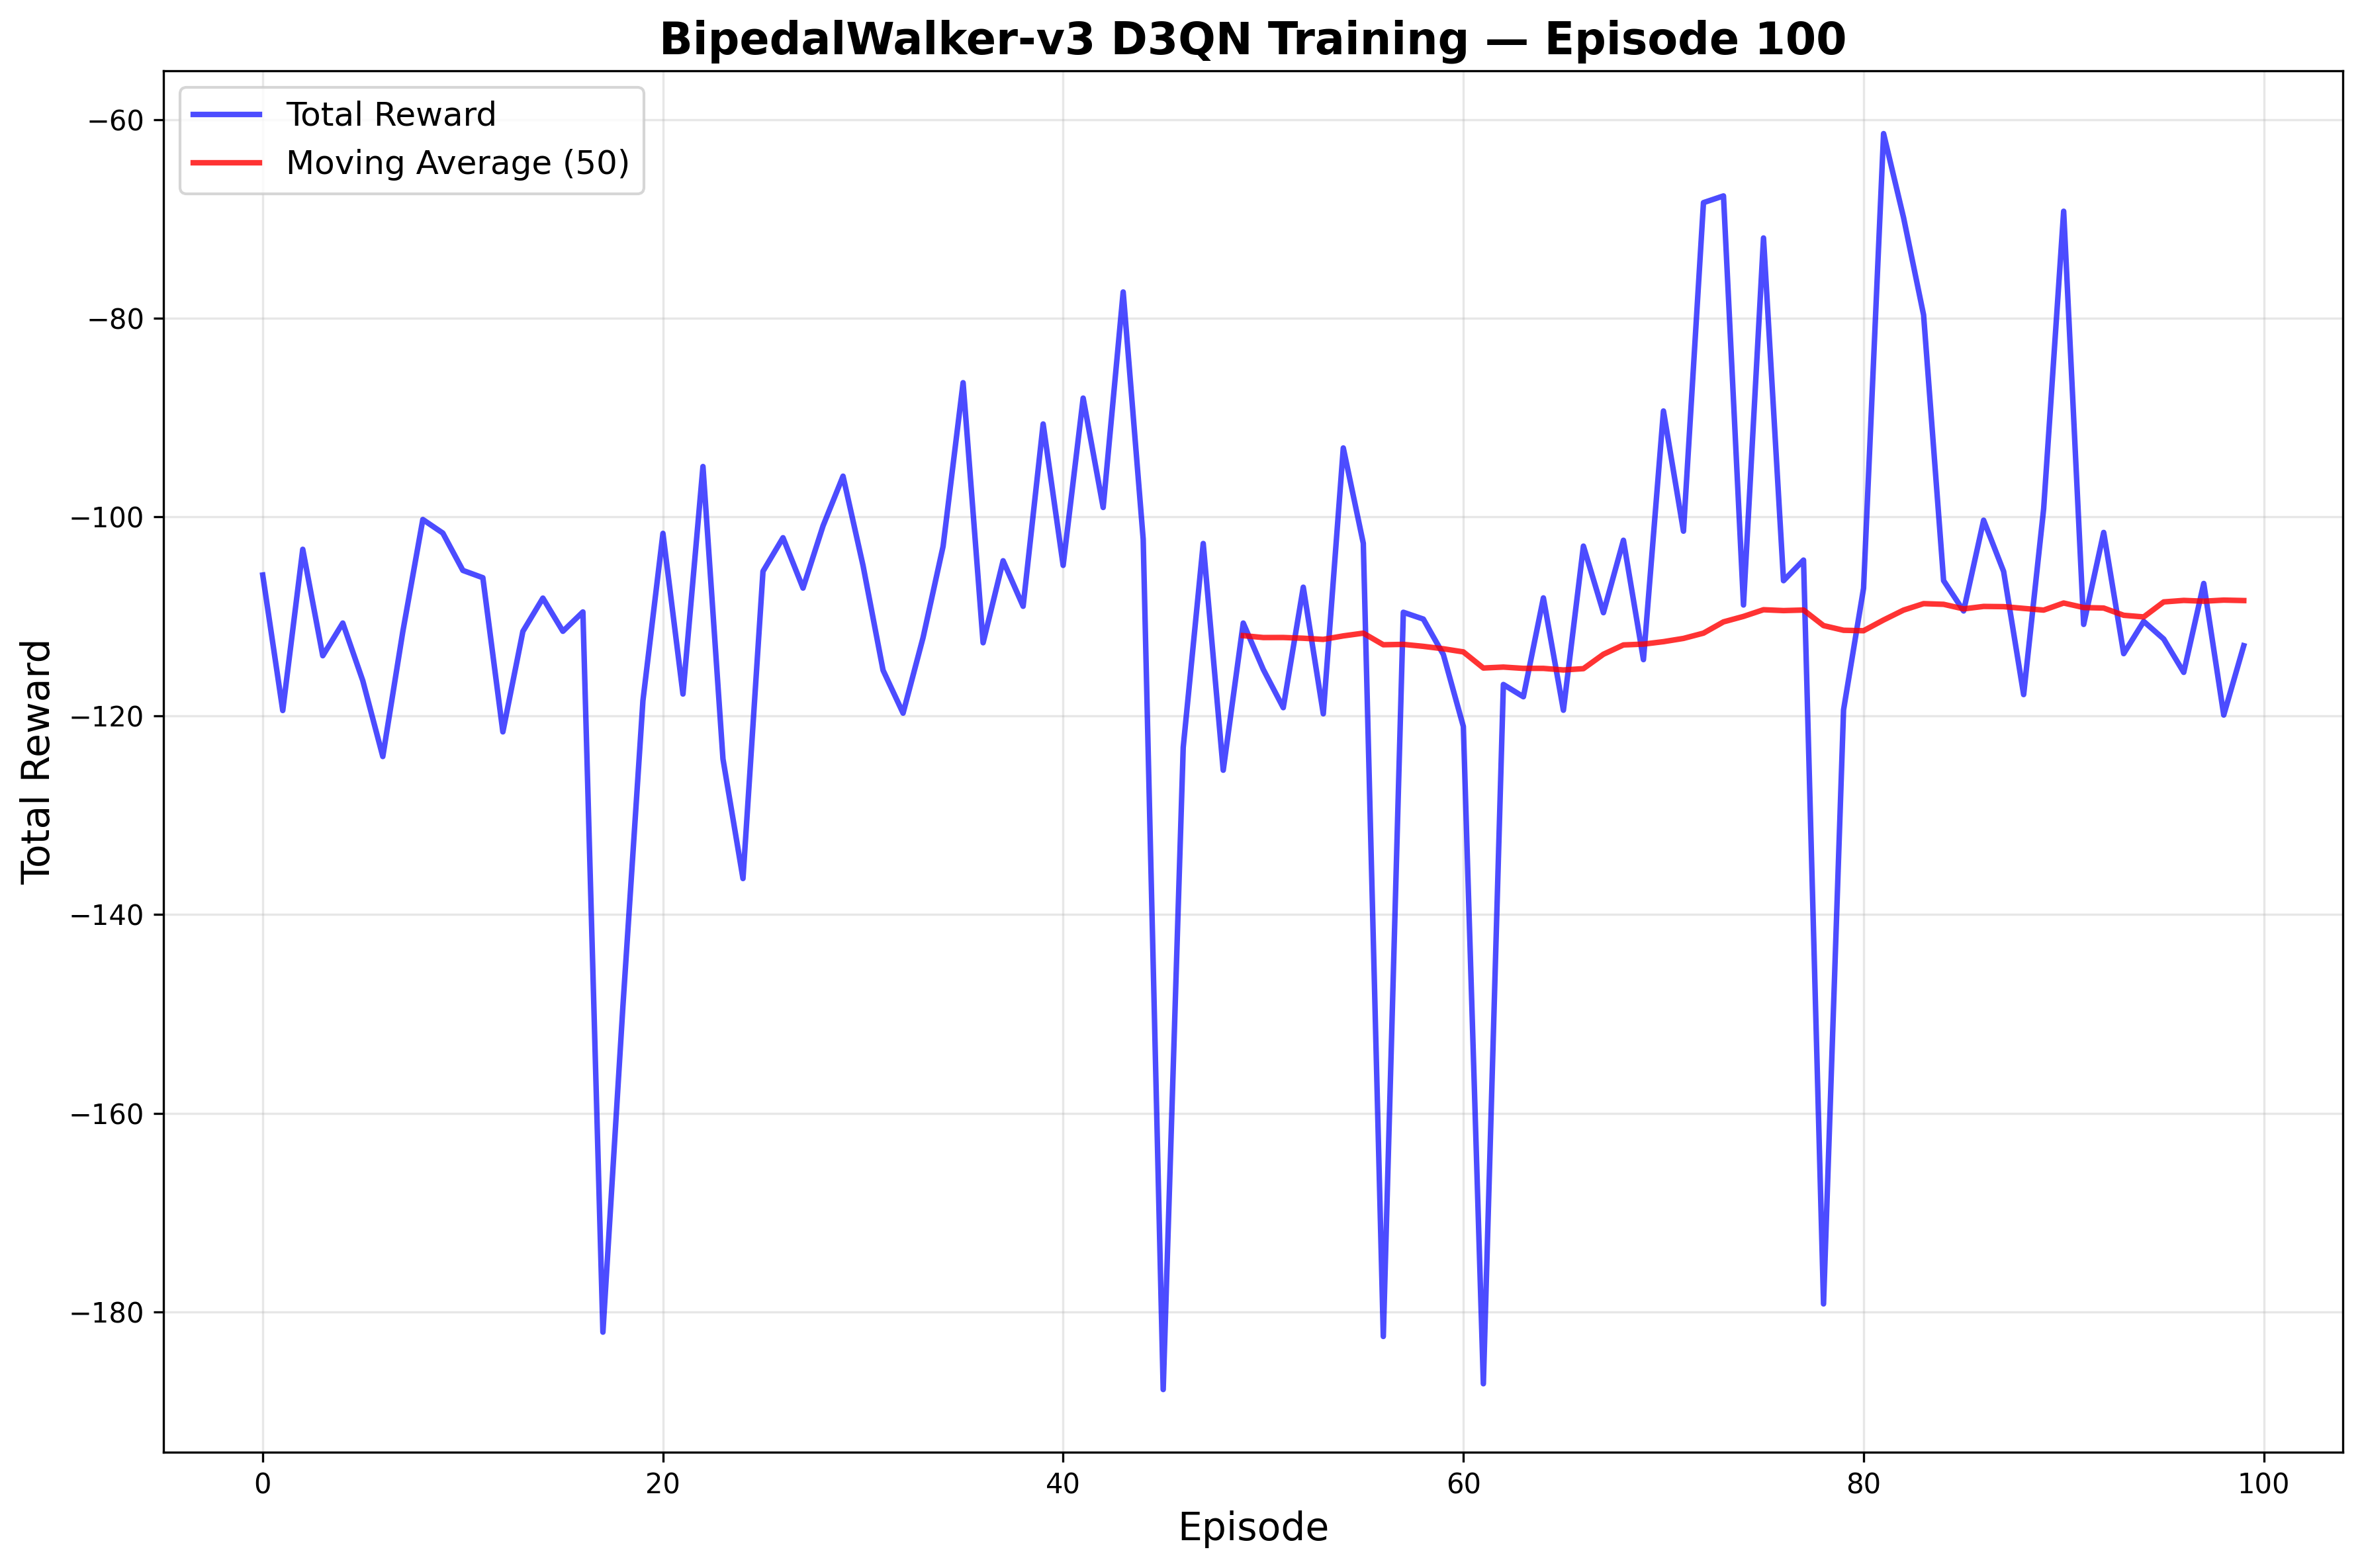 BipedalWalker-v3 D3QN Training — Episode 100
Total Reward
Moving Average (50)
−60
−80
−100
−120
−140
−160
−180
Total Reward
0
20
40
60
80
100
Episode